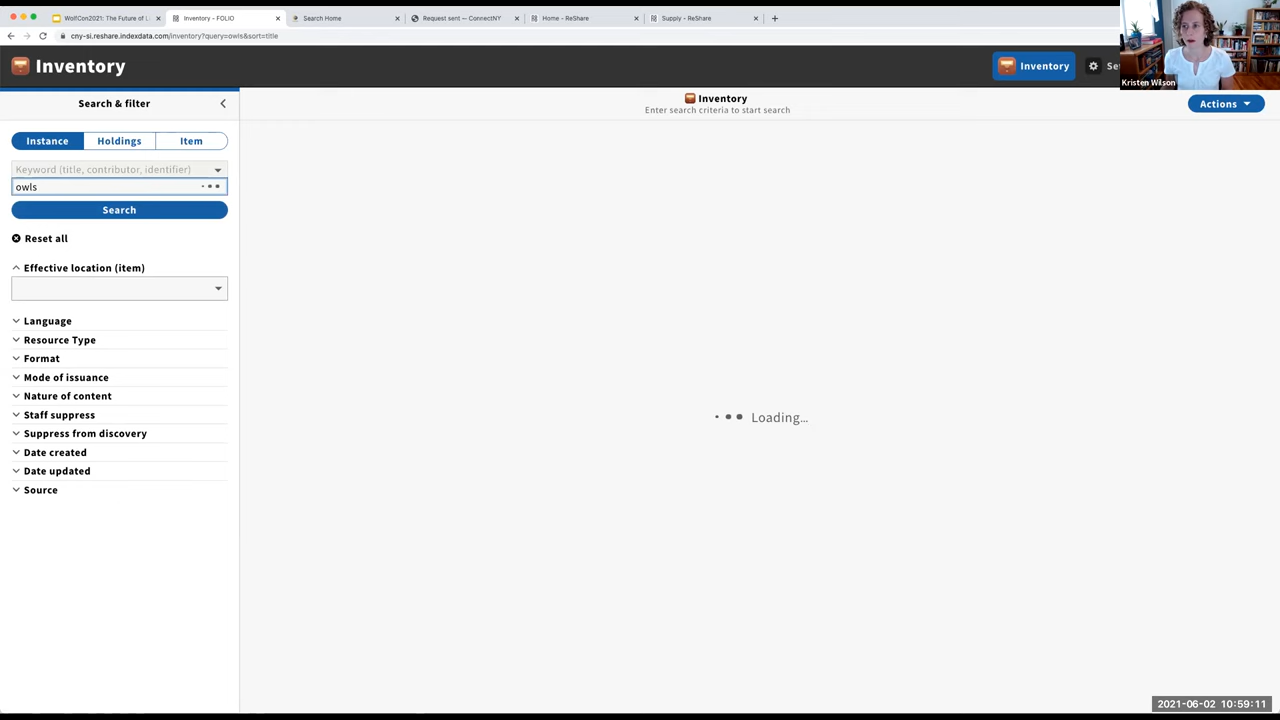 WolfCon2021: The Future of L
Inventory - FOLIO
Search Home
Request sent — ConnectNY
Home - ReShare
Supply - ReShare
cny-si.reshare.indexdata.com/inventory?query=owls&sort=title
Inventory
Inventory
Se
Kristen Wilson
Search & filter
Inventory
Enter search criteria to start search
Actions
Instance
Holdings
Item
Keyword (title, contributor, identifier)
owls
Search
Reset all
Effective location (item)
Language
Resource Type
Format
Mode of issuance
Nature of content
Staff suppress
Suppress from discovery
Date created
Date updated
Source
Loading...
2021-06-02 10:59:11